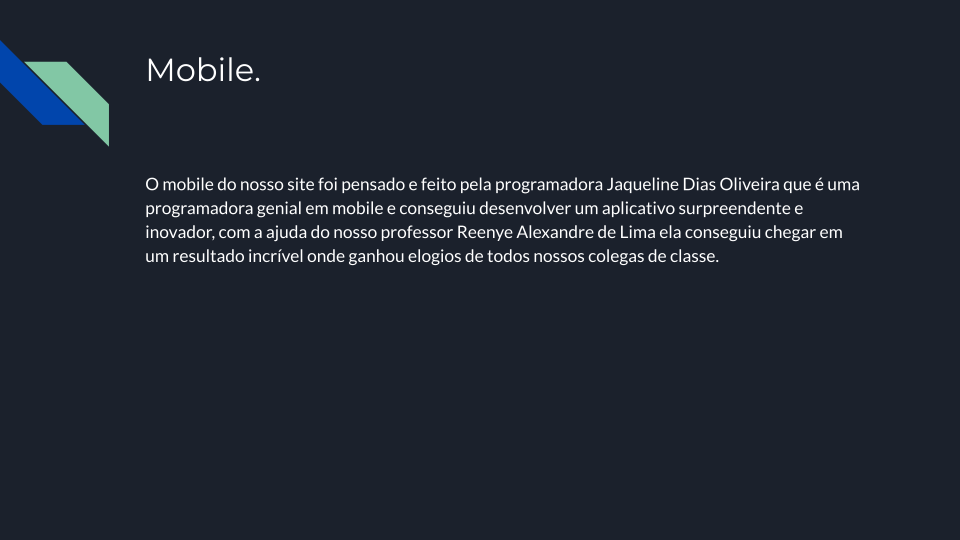 Mobile.
O mobile do nosso site foi pensado e feito pela programadora Jaqueline Dias Oliveira que é uma
programadora genial em mobile e conseguiu desenvolver um aplicativo surpreendente e
inovador, com a ajuda do nosso professor Reenye Alexandre de Lima ela conseguiu chegar em
um resultado incrível onde ganhou elogios de todos nossos colegas de classe.